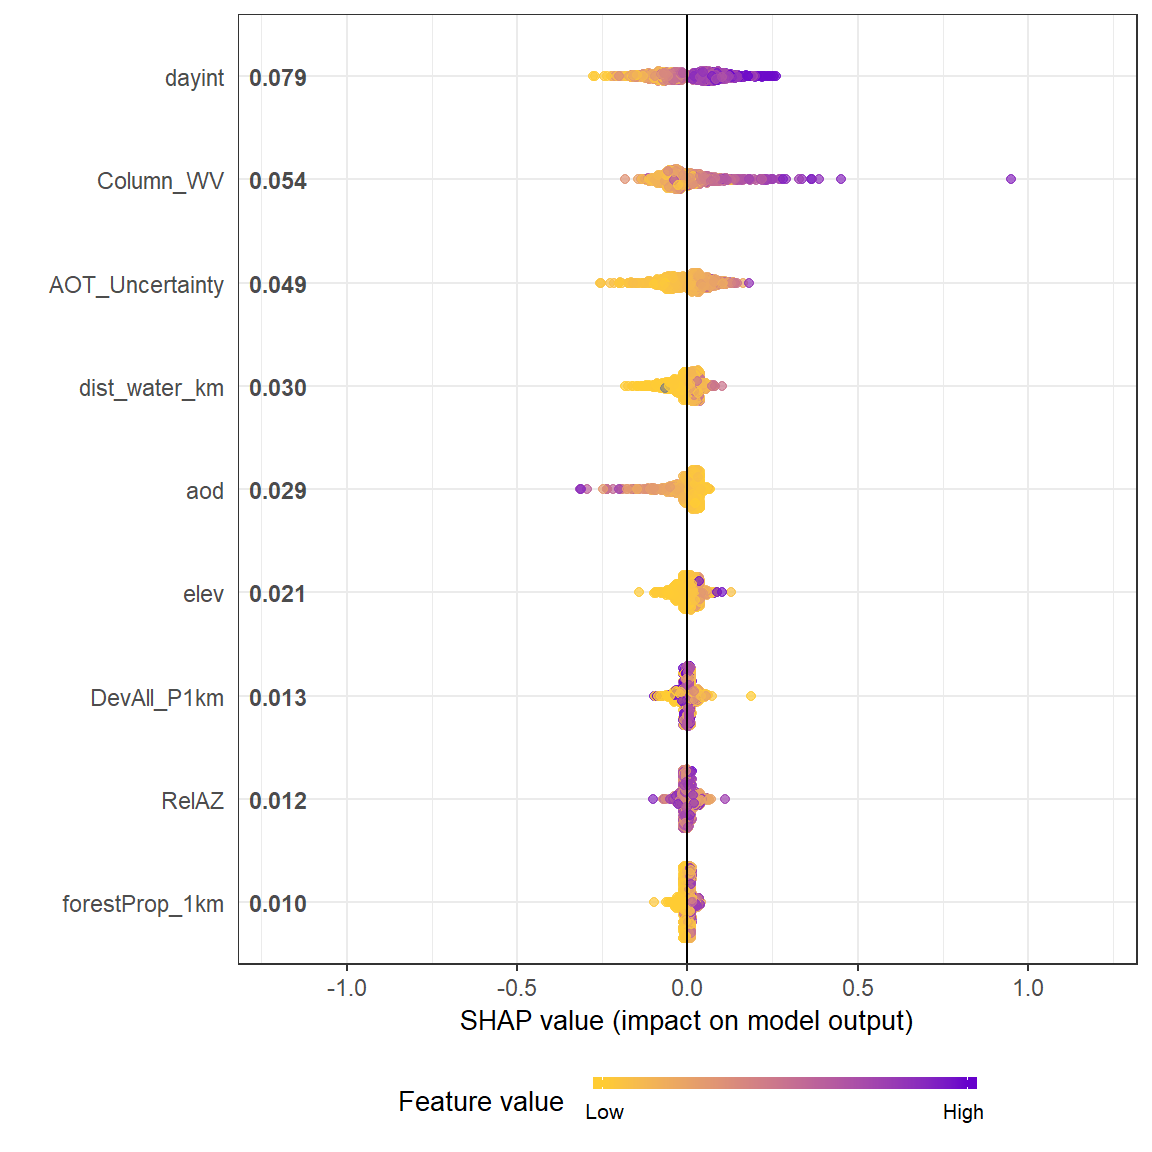 dayint 0.079
Column_WV 0.054
AOT_Uncertainty 0.049
dist_water_km 0.030
aod 0.029
elev 0.021
DevAll_P1km 0.013
RelAZ 0.012
forestProp_1km 0.010
-1.0 -0.5 0.0 0.5 1.0
SHAP value (impact on model output)
Feature value
Low High